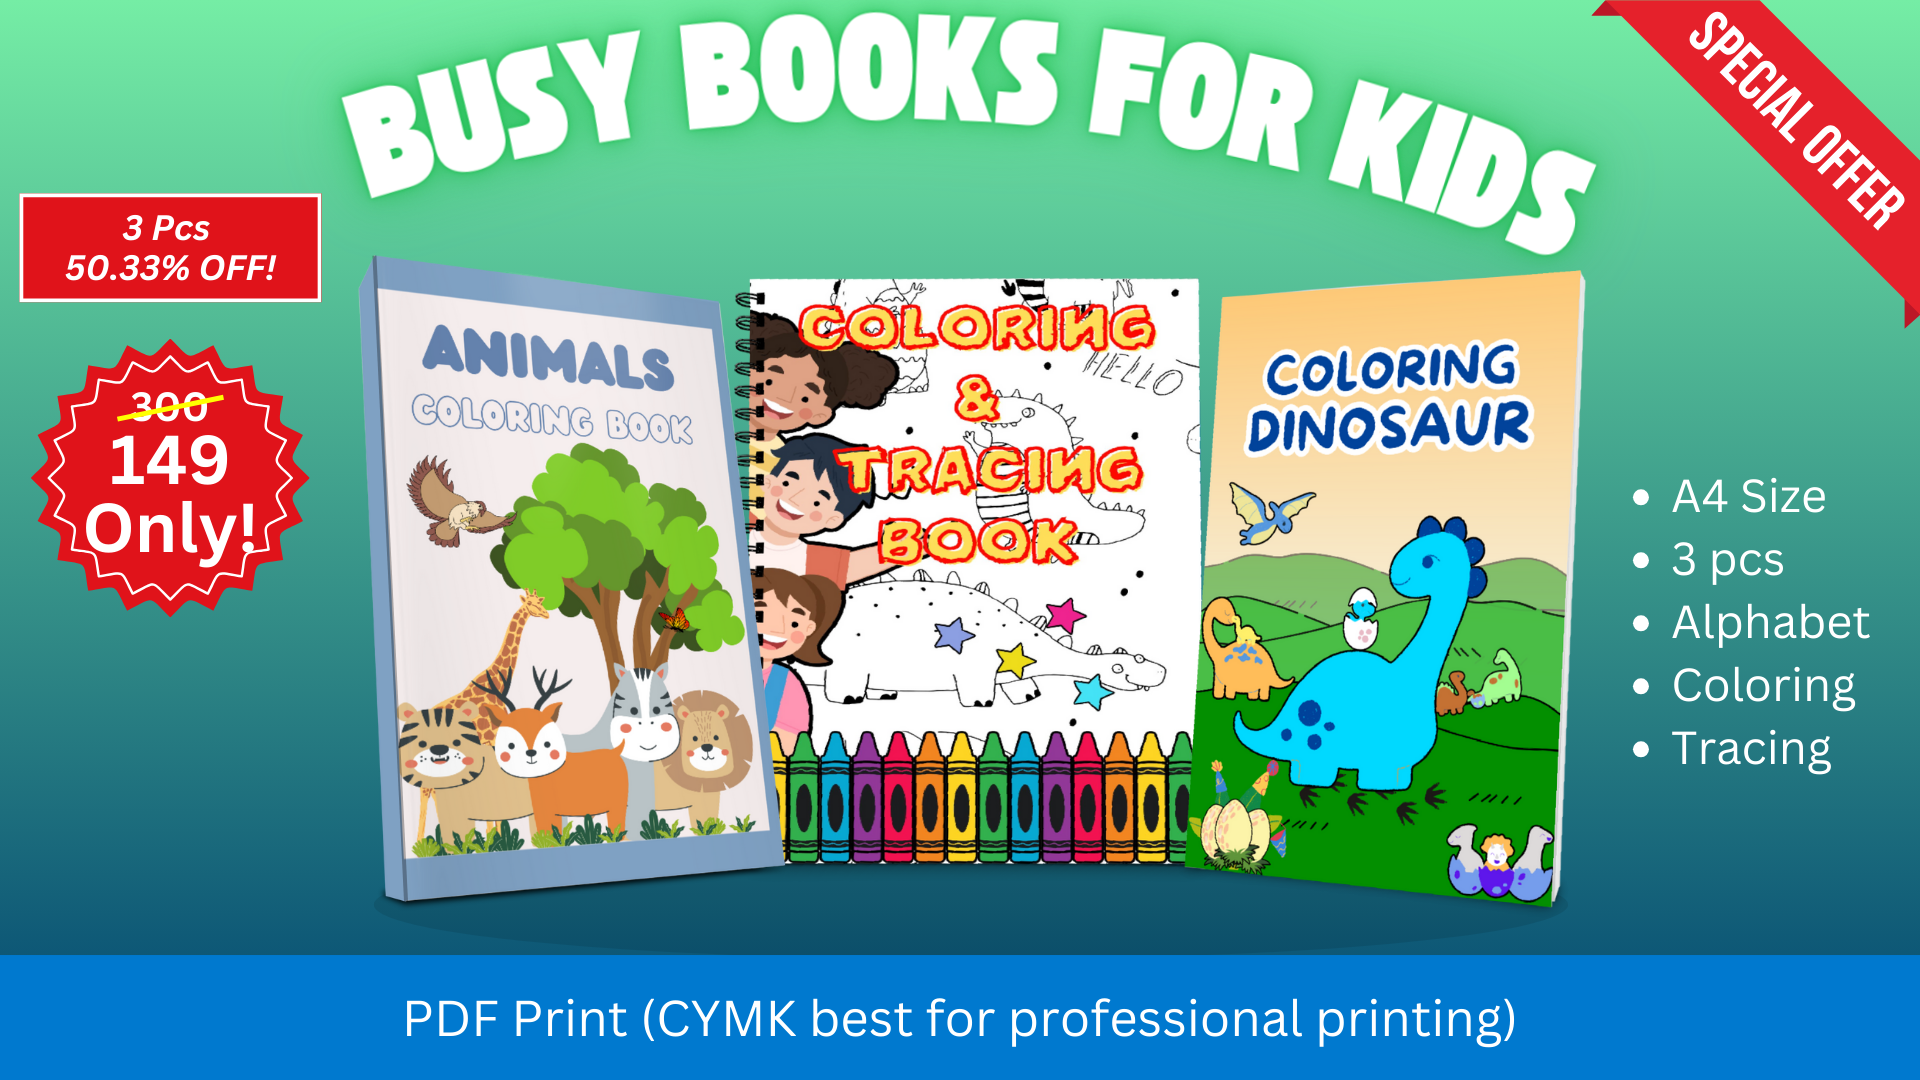 BUSY BOOKS FOR KIDS
SPECIAL OFFER
3 Pcs
50.33% OFF!
300
149
Only!
ANIMALS
COLORING BOOK
COLORING
&
TRACING
BOOK
HELLO
COLORING
DINOSAUR
• A4 Size
• 3 pcs
• Alphabet
• Coloring
• Tracing
PDF Print (CYMK best for professional printing)